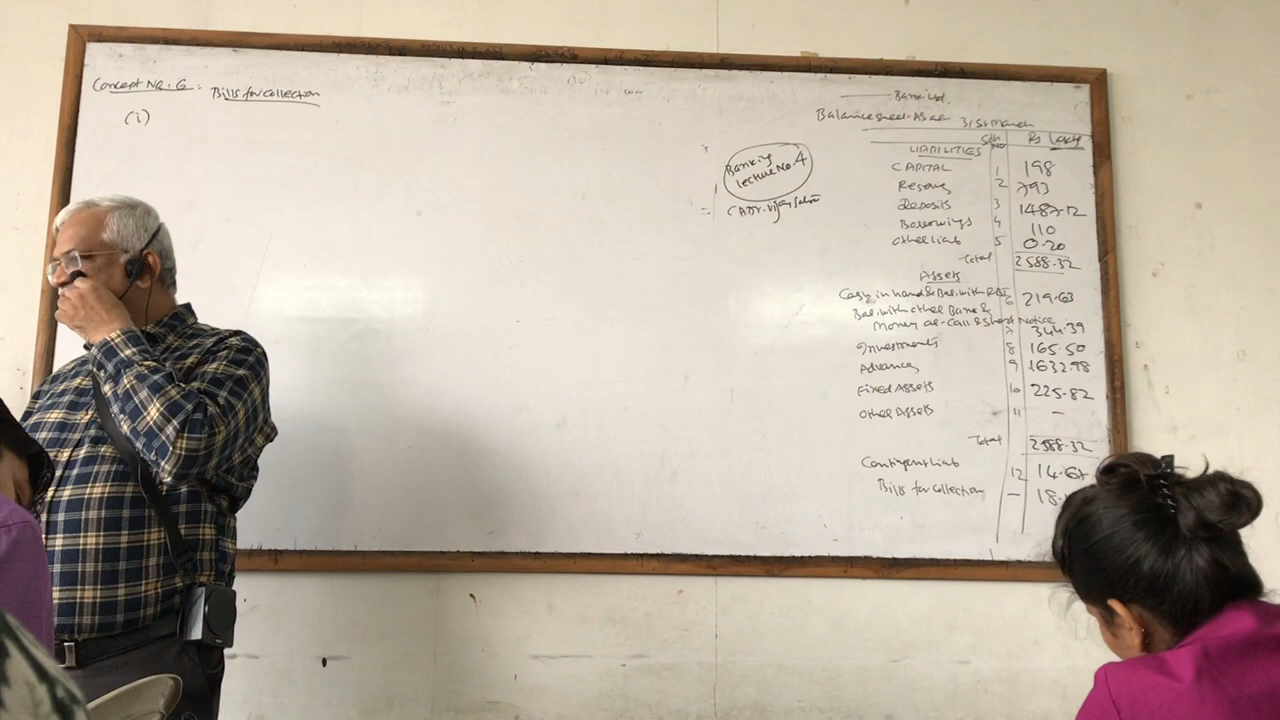 Concept No. 6 : Bills for collection
(i)
Banking
lecture No. 4
Bank Ltd.
Balance sheet As at 31st March
Sch No Rs
LIABILITIES
CAPITAL 1 198
Reserves 2 793
Deposits 3 1487.12
Borrowings 4 110
Other liab 5 0.20
Total 2588.32
Assets
Cash in hand & Bal. with RBI 6 219.63
Bal. with other Bank &
Money at Call & Short Notice 7 344.39
Investments 8 165.50
Advances 9 1632.98
Fixed Assets 10 225.82
Other Assets 11 –
Total 2588.32
Contingent liab 12 14.67
Bills for collection – 18.